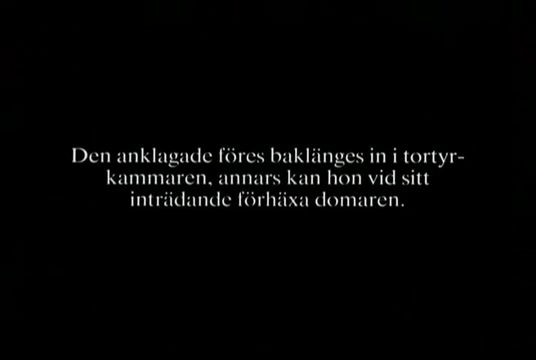 Den anklagade föres baklänges in i tortyr-
kammaren, annars kan hon vid sitt
inträdande förhäxa domaren.